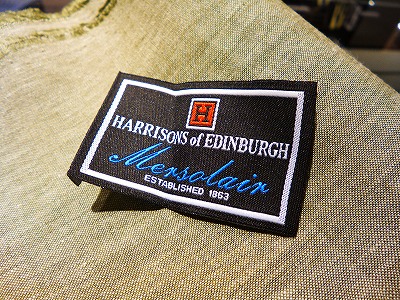 H
HARRISONS of EDINBURGH
Mersolair
ESTABLISHED 1863